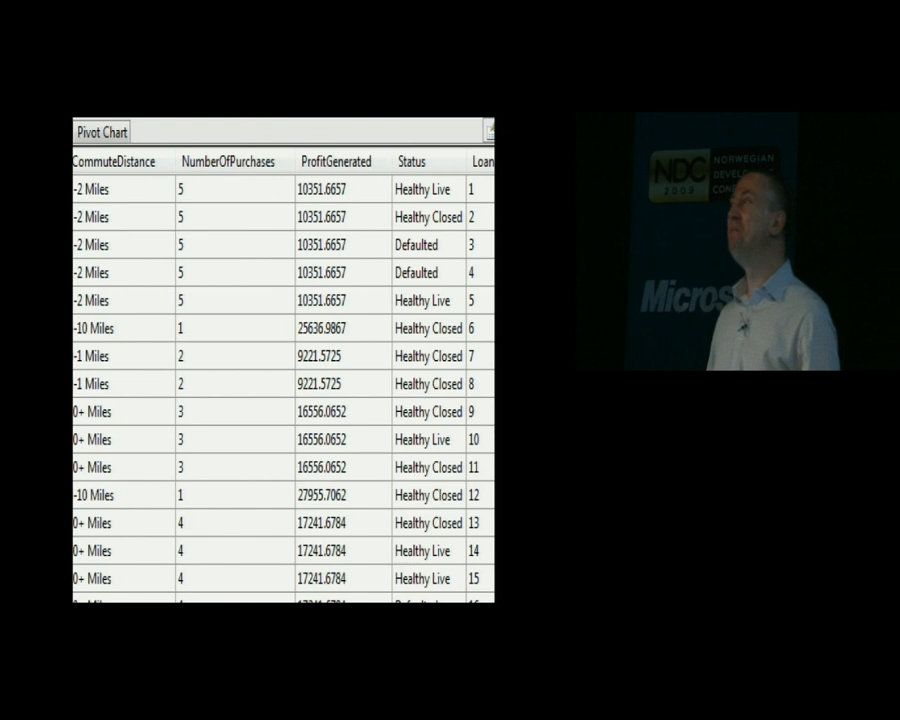 Pivot Chart
CommuteDistance NumberOfPurchases ProfitGenerated Status Loan
-2 Miles 5 10351.6657 Healthy Live 1
-2 Miles 5 10351.6657 Healthy Closed 2
-2 Miles 5 10351.6657 Defaulted 3
-2 Miles 5 10351.6657 Defaulted 4
-2 Miles 5 10351.6657 Healthy Live 5
-10 Miles 1 25636.9867 Healthy Closed 6
-1 Miles 2 9221.5725 Healthy Closed 7
-1 Miles 2 9221.5725 Healthy Closed 8
0+ Miles 3 16556.0652 Healthy Closed 9
0+ Miles 3 16556.0652 Healthy Live 10
0+ Miles 3 16556.0652 Healthy Closed 11
-10 Miles 1 27955.7062 Healthy Closed 12
0+ Miles 4 17241.6784 Healthy Closed 13
0+ Miles 4 17241.6784 Healthy Live 14
0+ Miles 4 17241.6784 Healthy Live 15
NDC
2009
NORWEGIAN
DEVEL
CON
Micros